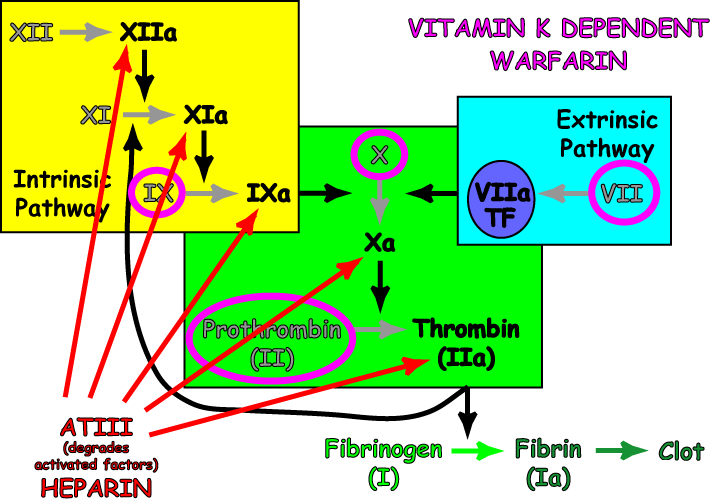 XII
XIIa
VITAMIN K DEPENDENT
WARFARIN
XI
XIa
Extrinsic
Pathway
X
Intrinsic
Pathway
IX
IXa
VIIa
TF
VII
Xa
Prothrombin
(II)
Thrombin
(IIa)
ATIII
(degrades
activated factors)
HEPARIN
Fibrinogen
(I)
Fibrin
(Ia)
Clot